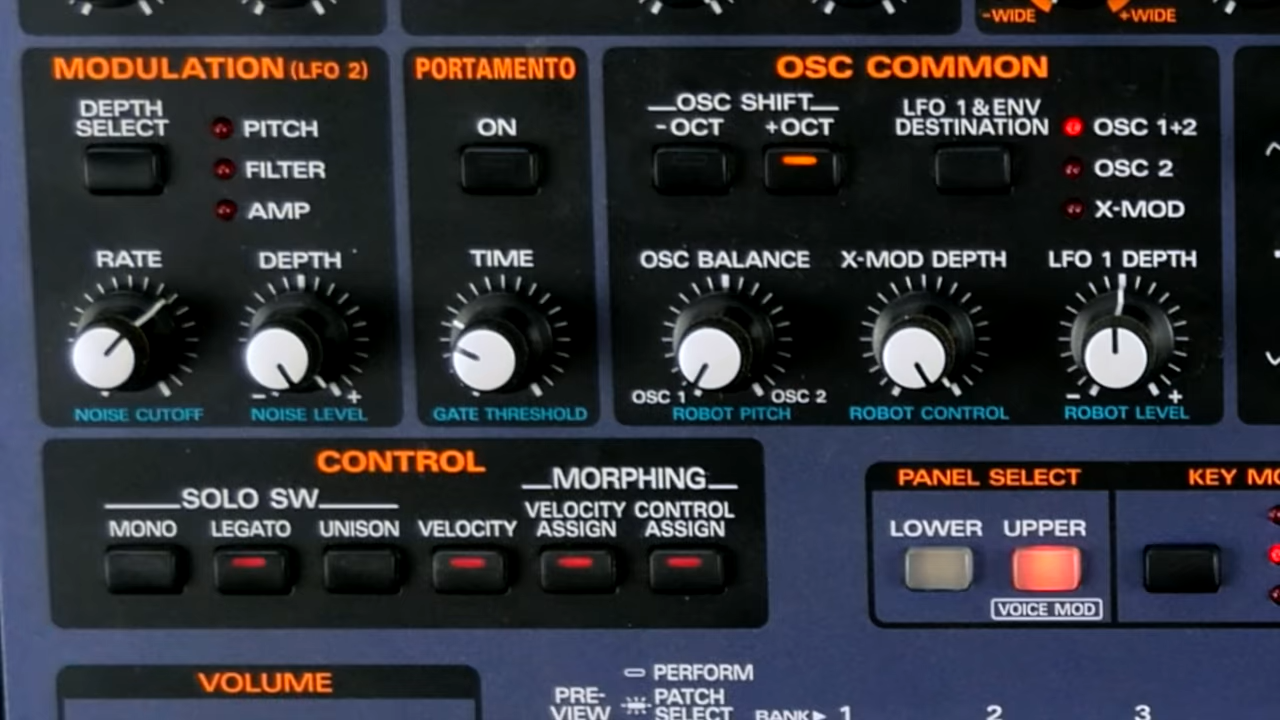 -WIDE +WIDE
MODULATION (LFO 2)
DEPTH
SELECT
PITCH
FILTER
AMP
RATE
DEPTH
- +
NOISE CUTOFF
NOISE LEVEL
PORTAMENTO
ON
TIME
GATE THRESHOLD
OSC COMMON
OSC SHIFT
-OCT +OCT
LFO 1 & ENV
DESTINATION
OSC 1+2
OSC 2
X-MOD
OSC BALANCE
X-MOD DEPTH
LFO 1 DEPTH
OSC 1 OSC 2
- +
ROBOT PITCH
ROBOT CONTROL
ROBOT LEVEL
CONTROL
SOLO SW
MORPHING
MONO
LEGATO
UNISON
VELOCITY
VELOCITY
ASSIGN
CONTROL
ASSIGN
PANEL SELECT
LOWER
UPPER
VOICE MOD
KEY MO
VOLUME
PERFORM
PRE-
VIEW
PATCH
SELECT
BANK▶ 1 2 3